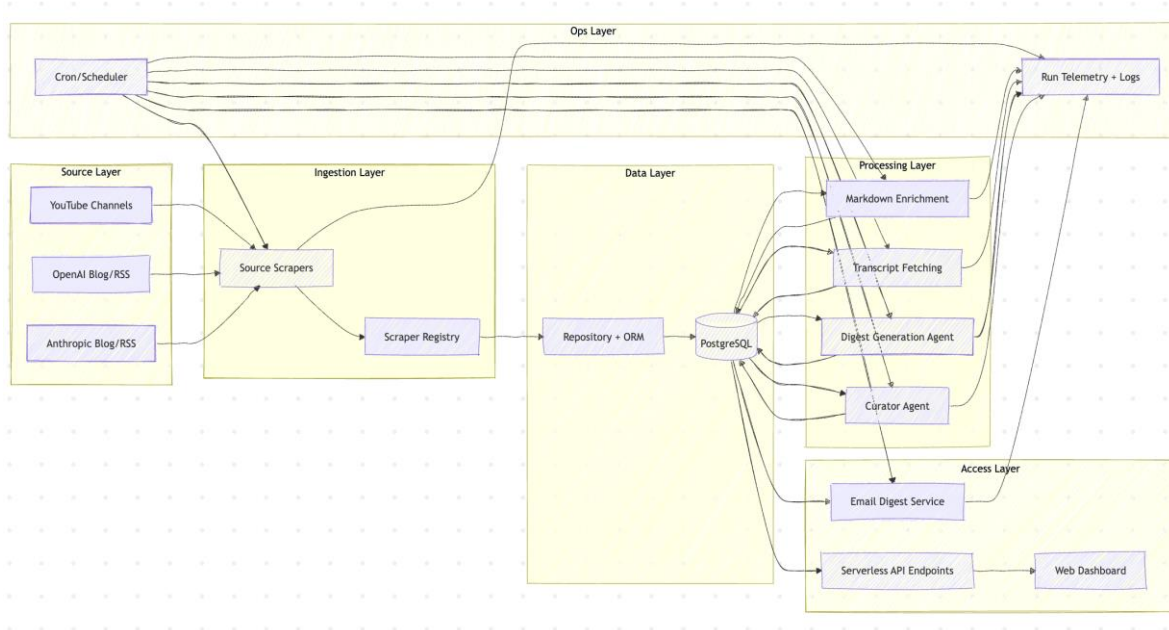 Ops Layer
Cron/Scheduler
Run Telemetry + Logs
Source Layer
YouTube Channels
OpenAI Blog/RSS
Anthropic Blog/RSS
Ingestion Layer
Source Scrapers
Scraper Registry
Data Layer
Repository + ORM
PostgreSQL
Processing Layer
Markdown Enrichment
Transcript Fetching
Digest Generation Agent
Curator Agent
Access Layer
Email Digest Service
Serverless API Endpoints
Web Dashboard